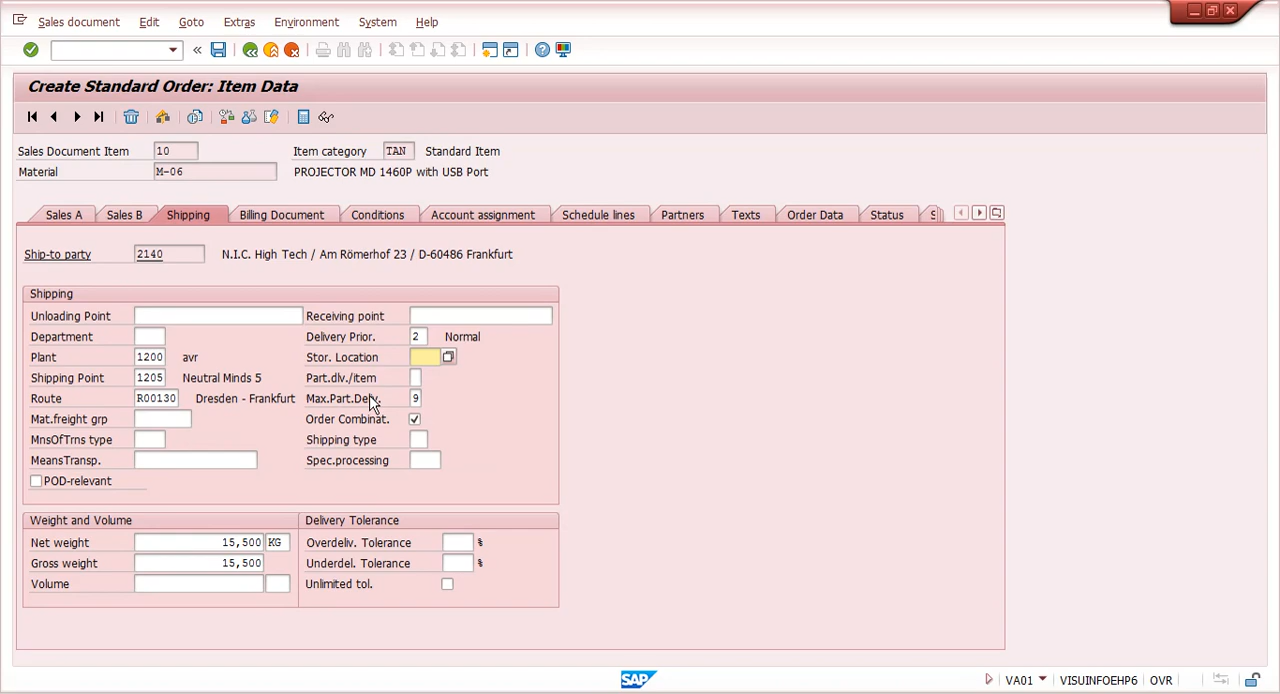 Sales document Edit Goto Extras Environment System Help
Create Standard Order: Item Data
Sales Document Item 10 Item category TAN Standard Item
Material M-06 PROJECTOR MD 1460P with USB Port
Sales A Sales B Shipping Billing Document Conditions Account assignment Schedule lines Partners Texts Order Data Status S
Ship-to party 2140 N.I.C. High Tech / Am Römerhof 23 / D-60486 Frankfurt
Shipping
Unloading Point Receiving point
Department Delivery Prior. 2 Normal
Plant 1200 avr Stor. Location
Shipping Point 1205 Neutral Minds 5 Part.dlv./item
Route R00130 Dresden - Frankfurt Max.Part.Deliv. 9
Mat.freight grp Order Combinat.
MnsOfTrns type Shipping type
MeansTransp. Spec.processing
POD-relevant
Weight and Volume Delivery Tolerance
Net weight 15,500 KG Overdeliv. Tolerance %
Gross weight 15,500 Underdel. Tolerance %
Volume Unlimited tol.
SAP VA01 VISUINFOEHP6 OVR